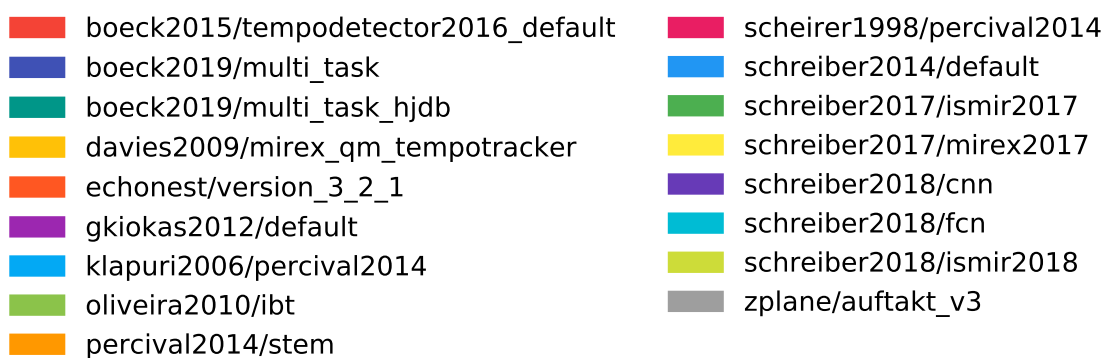 boeck2015/tempodetector2016_default
boeck2019/multi_task
boeck2019/multi_task_hjdb
davies2009/mirex_qm_tempotracker
echonest/version_3_2_1
gkiokas2012/default
klapuri2006/percival2014
oliveira2010/ibt
percival2014/stem
scheirer1998/percival2014
schreiber2014/default
schreiber2017/ismir2017
schreiber2017/mirex2017
schreiber2018/cnn
schreiber2018/fcn
schreiber2018/ismir2018
zplane/auftakt_v3